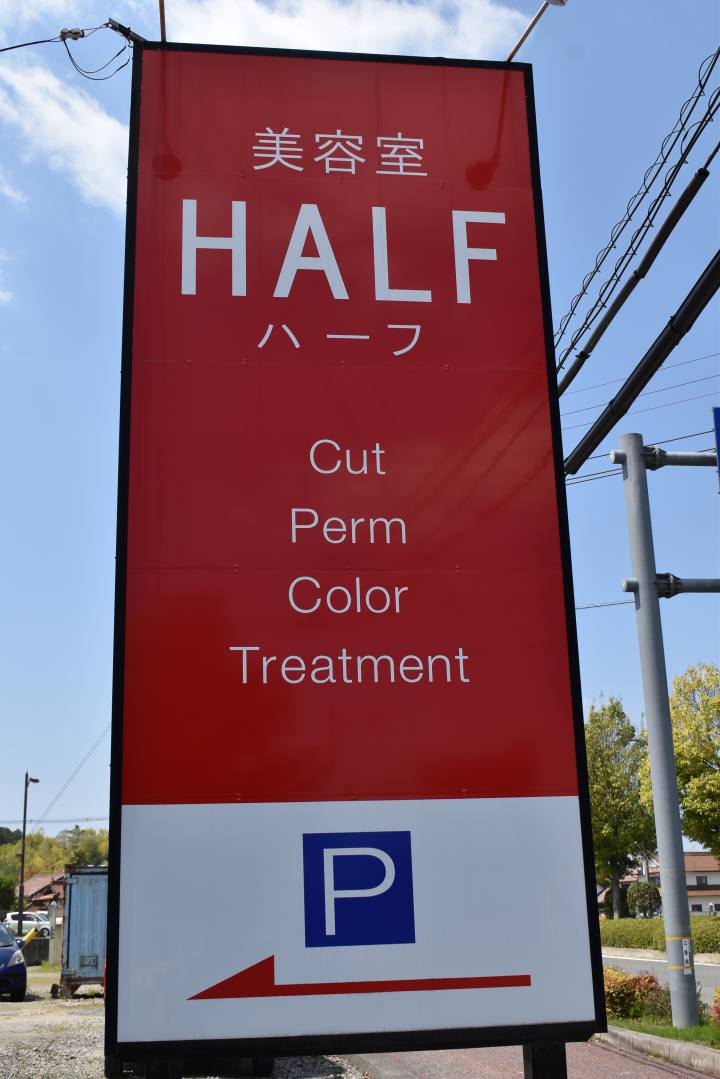 美容室
HALF
ハーフ
Cut
Perm
Color
Treatment
P